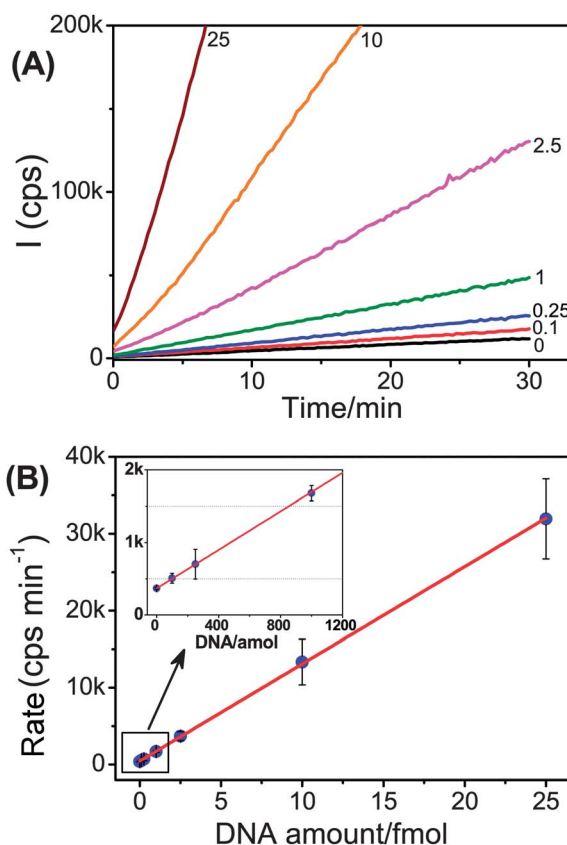 (A)
200k
100k
0
I (cps)
25
10
2.5
1
0.25
0.1
0
0 10 20 30
Time/min
(B)
40k
30k
20k
10k
0
Rate (cps min⁻¹)
2k
1k
0
0 400 800 1200
DNA/amol
0 5 10 15 20 25
DNA amount/fmol